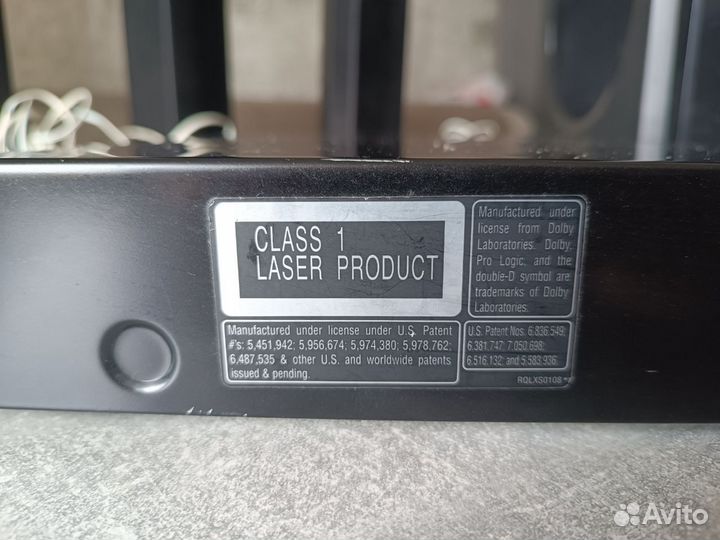 CLASS 1
LASER PRODUCT
Manufactured under
license from Dolby
Laboratories. Dolby,
Pro Logic, and the
double-D symbol are
trademarks of Dolby
Laboratories.
Manufactured under license under U.S. Patent
#'s: 5,451,942; 5,956,674; 5,974,380; 5,978,762;
6,487,535 & other U.S. and worldwide patents
issued & pending.
U.S. Patent Nos. 6,836,549;
6,381,747; 7,050,698;
6,516,132; and 5,583,936.
RQLXS0108
Avito